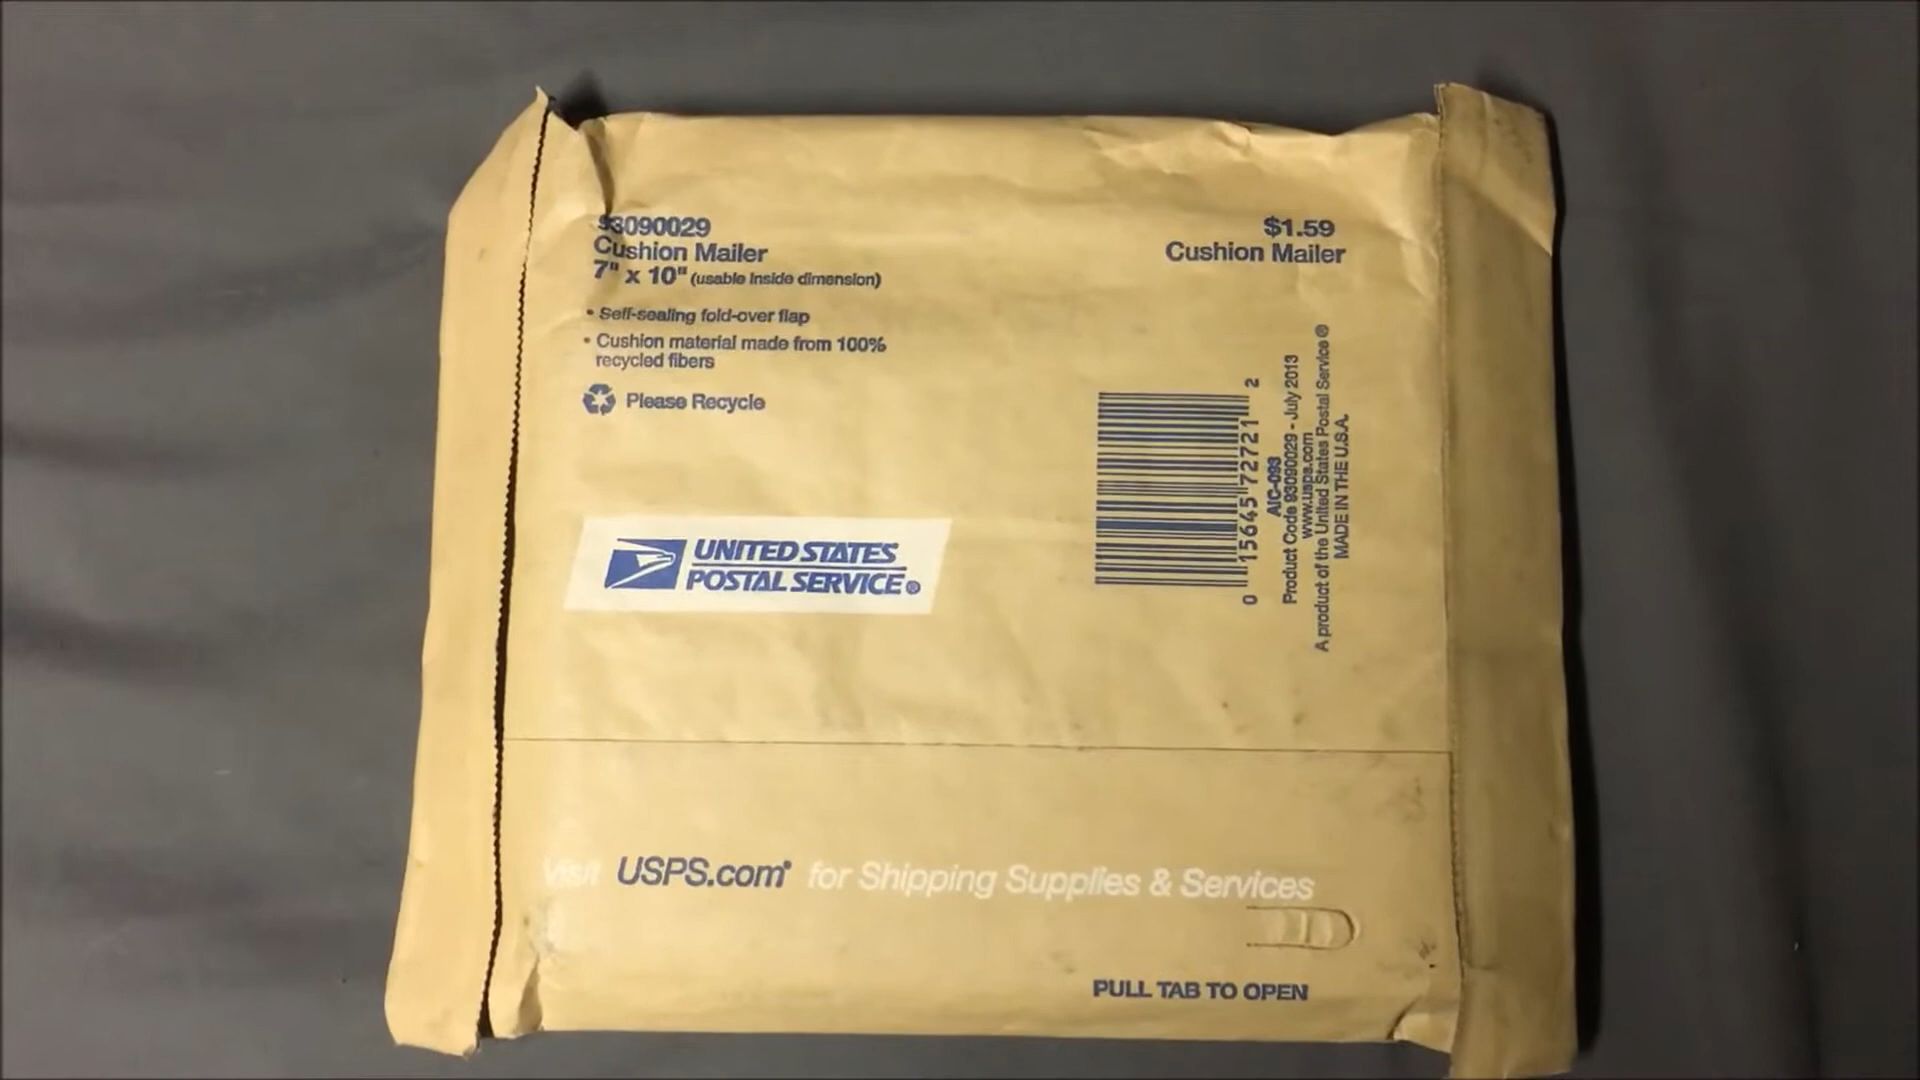 93090029
Cushion Mailer
7" x 10" (usable inside dimension)
• Self-sealing fold-over flap
• Cushion material made from 100%
recycled fibers
Please Recycle
$1.59
Cushion Mailer
0 15645 72721 2
AIC-093
Product Code 93090029 - July 2013
www.usps.com
A product of the United States Postal Service ®
MADE IN THE U.S.A.
UNITED STATES
POSTAL SERVICE®
Visit USPS.com® for Shipping Supplies & Services
PULL TAB TO OPEN